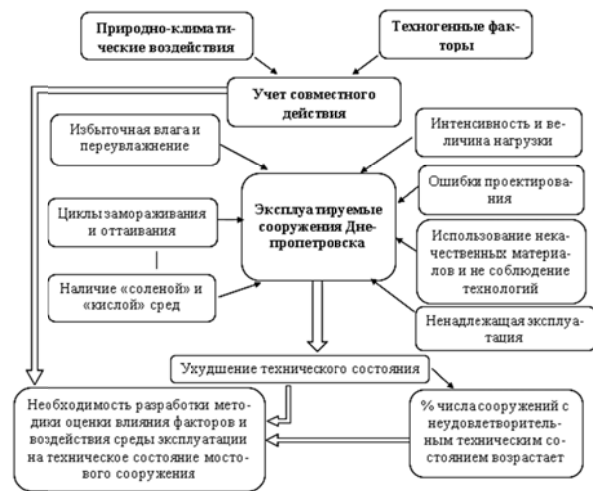 Природно-климати-
ческие воздействия
Техногенные фак-
торы
Учет совместного
действия
Избыточная влага и
переувлажнение
Интенсивность и ве-
личина нагрузки
Циклы замораживания
и оттаивания
Эксплуатируемые
сооружения Дне-
пропетровска
Ошибки проектирова-
ния
Использование нека-
чественных материа-
лов и не соблюдение
технологий
Наличие «соленой» и
«кислой» сред
Ненадлежащая эксплуа-
тация
Ухудшение технического состояния
Необходимость разработки мето-
дики оценки влияния факторов и
воздействия среды эксплуатации
на техническое состояние мосто-
вого сооружения
% числа сооружений с
неудовлетворитель-
ным техническим со-
стоянием возрастает